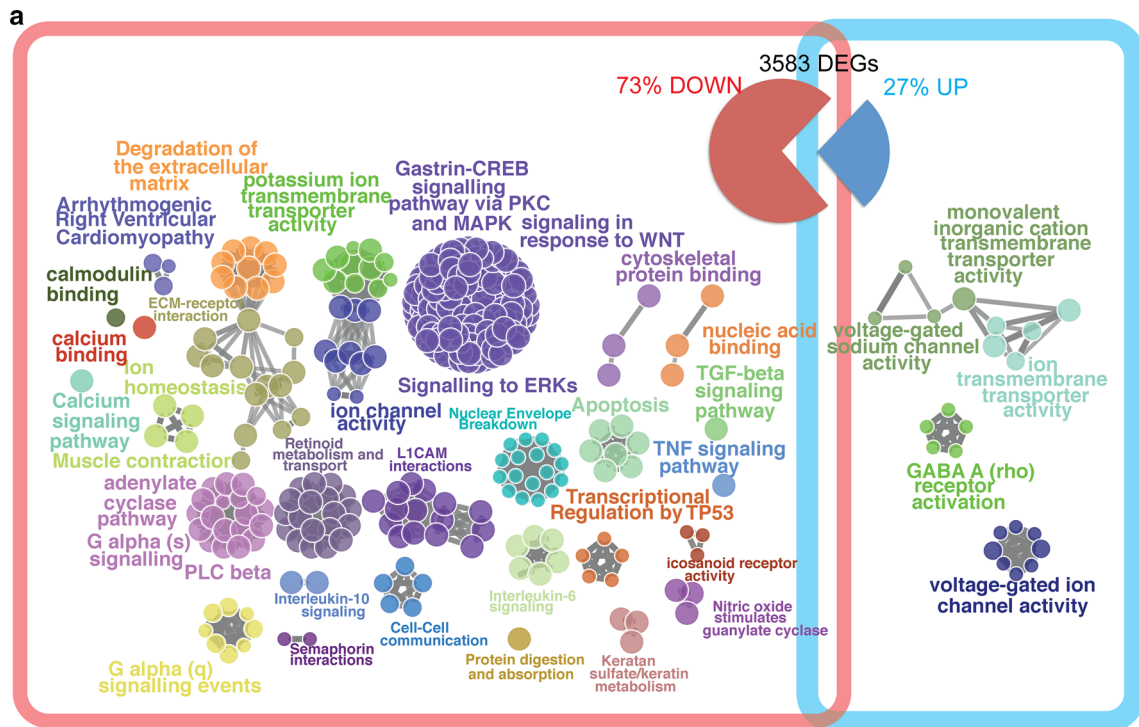 a
3583 DEGs
73% DOWN
27% UP
Degradation of
the extracellular
matrix
Arrhythmogenic
Right Ventricular
Cardiomyopathy
potassium ion
transmembrane
transporter
activity
Gastrin-CREB
signalling
pathway via PKC
and MAPK
signaling in
response to WNT
cytoskeletal
protein binding
calmodulin
binding
ECM-receptor
interaction
calcium
binding
nucleic acid
binding
Ion
homeostasis
Calcium
signaling
pathway
Muscle contraction
ion channel
activity
Signalling to ERKs
Nuclear Envelope
Breakdown
Apoptosis
TGF-beta
signaling
pathway
TNF signaling
pathway
Retinoid
metabolism and
transport
L1CAM
interactions
adenylate
cyclase
pathway
G alpha (s)
signalling
PLC beta
Transcriptional
Regulation by TP53
icosanoid receptor
activity
Interleukin-10
signaling
Cell-Cell
communication
Interleukin-6
signaling
Nitric oxide
stimulates
guanylate cyclase
Semaphorin
interactions
G alpha (q)
signalling events
Protein digestion
and absorption
Keratan
sulfate/keratin
metabolism
monovalent
inorganic cation
transmembrane
transporter
activity
voltage-gated
sodium channel
activity
ion
transmembrane
transporter
activity
GABA A (rho)
receptor
activation
voltage-gated ion
channel activity